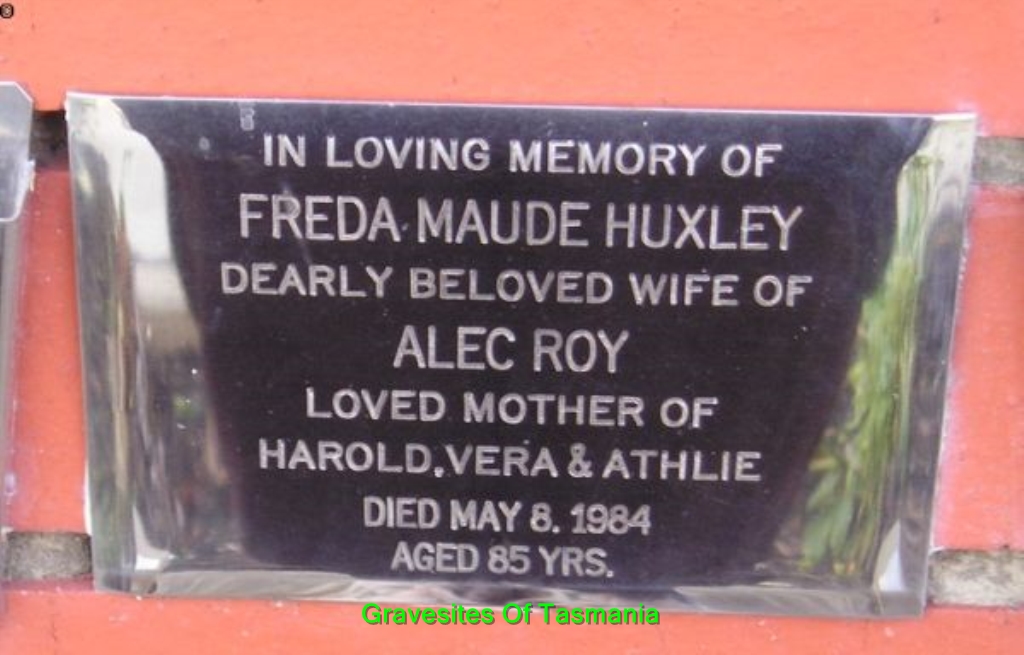 IN LOVING MEMORY OF
FREDA MAUDE HUXLEY
DEARLY BELOVED WIFE OF
ALEC ROY
LOVED MOTHER OF
HAROLD, VERA & ATHLIE
DIED MAY 8. 1984
AGED 85 YRS.
Gravesites Of Tasmania